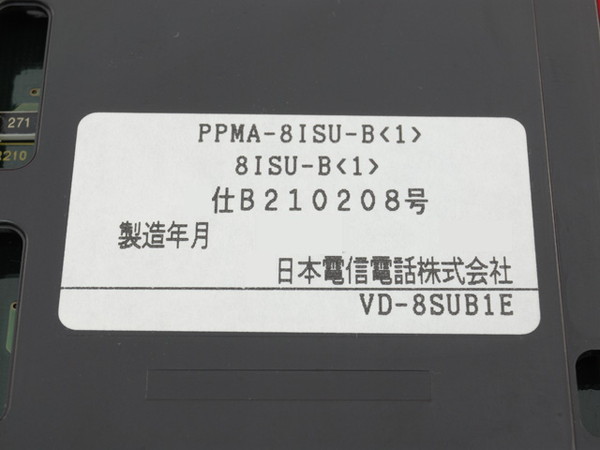 PPMA-8ISU-B<1>
8ISU-B<1>
仕B210208号
製造年月
日本電信電話株式会社
VD-8SUB1E
271